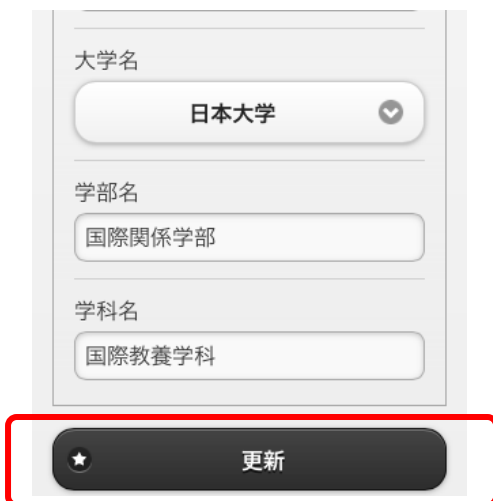 大学名
日本大学
学部名
国際関係学部
学科名
国際教養学科
更新